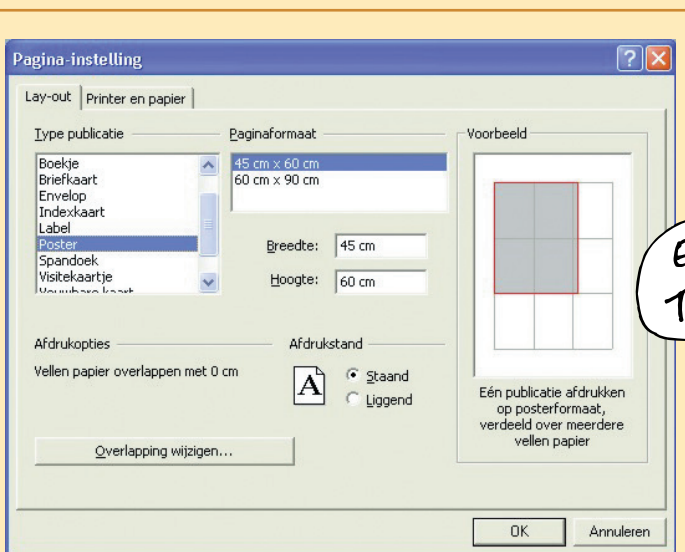 Pagina-instelling
Lay-out Printer en papier
Type publicatie
Boekje
Briefkaart
Envelop
Indexkaart
Label
Poster
Spandoek
Visitekaartje
Paginaformaat
45 cm x 60 cm
60 cm x 90 cm
Breedte: 45 cm
Hoogte: 60 cm
Voorbeeld
Eén publicatie afdrukken
op posterformaat,
verdeeld over meerdere
vellen papier
Afdrukopties
Vellen papier overlappen met 0 cm
Overlapping wijzigen...
Afdrukstand
A
Staand
Liggend
OK Annuleren